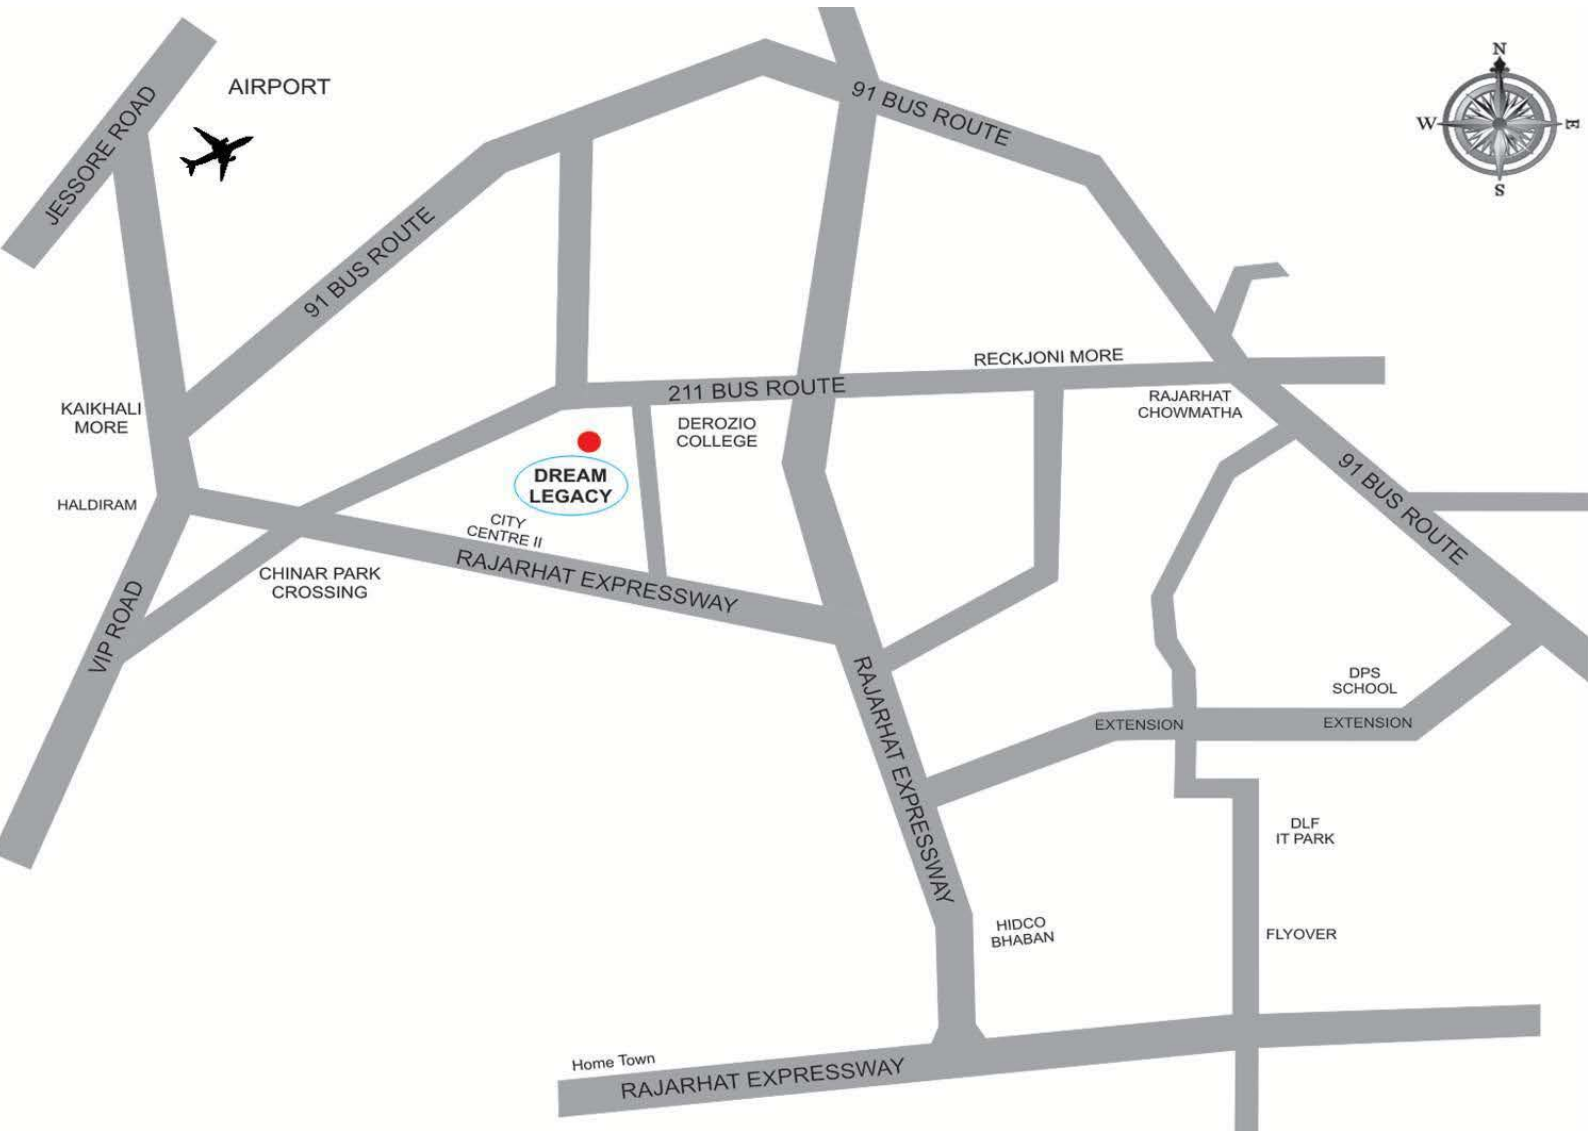 AIRPORT
JESSORE ROAD
N
W
E
S
91 BUS ROUTE
91 BUS ROUTE
RECKJONI MORE
211 BUS ROUTE
RAJARHAT
CHOWMATHA
KAIKHALI
MORE
DEROZIO
COLLEGE
DREAM
LEGACY
91 BUS ROUTE
HALDIRAM
CITY
CENTRE II
RAJARHAT EXPRESSWAY
CHINAR PARK
CROSSING
VIP ROAD
RAJARHAT EXPRESSWAY
DPS
SCHOOL
EXTENSION
EXTENSION
DLF
IT PARK
HIDCO
BHABAN
FLYOVER
Home Town
RAJARHAT EXPRESSWAY